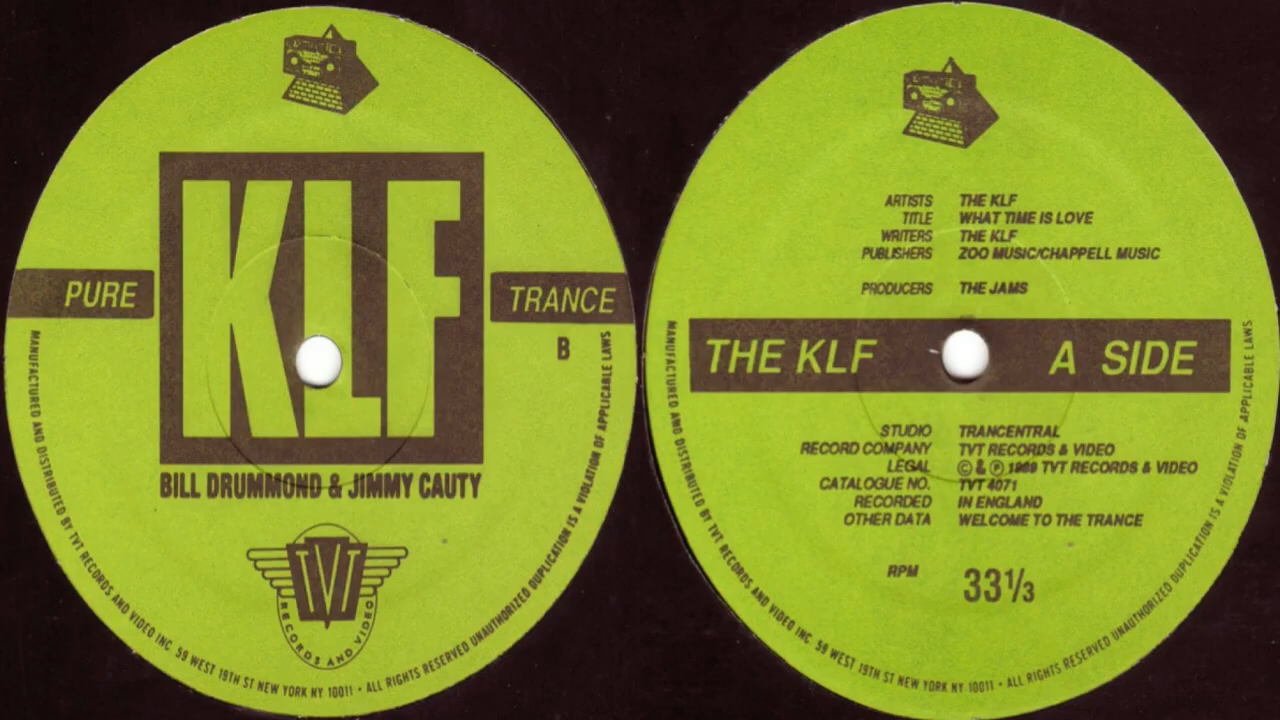 KLF
PURE
TRANCE
B
BILL DRUMMOND & JIMMY CAUTY
TVT
RECORDS AND VIDEO
MANUFACTURED AND DISTRIBUTED BY TVT RECORDS AND VIDEO INC 59 WEST 19TH ST NEW YORK NY 10011 · ALL RIGHTS RESERVED UNAUTHORIZED DUPLICATION IS A VIOLATION OF APPLICABLE LAWS
ARTISTS THE KLF
TITLE WHAT TIME IS LOVE
WRITERS THE KLF
PUBLISHERS ZOO MUSIC/CHAPPELL MUSIC
PRODUCERS THE JAMS
THE KLF A SIDE
STUDIO TRANCENTRAL
RECORD COMPANY TVT RECORDS & VIDEO
LEGAL © & ℗ 1989 TVT RECORDS & VIDEO
CATALOGUE NO. TVT 4071
RECORDED IN ENGLAND
OTHER DATA WELCOME TO THE TRANCE
RPM 33⅓
MANUFACTURED AND DISTRIBUTED BY TVT RECORDS AND VIDEO INC 59 WEST 19TH ST NEW YORK NY 10011 · ALL RIGHTS RESERVED UNAUTHORIZED DUPLICATION IS A VIOLATION OF APPLICABLE LAWS